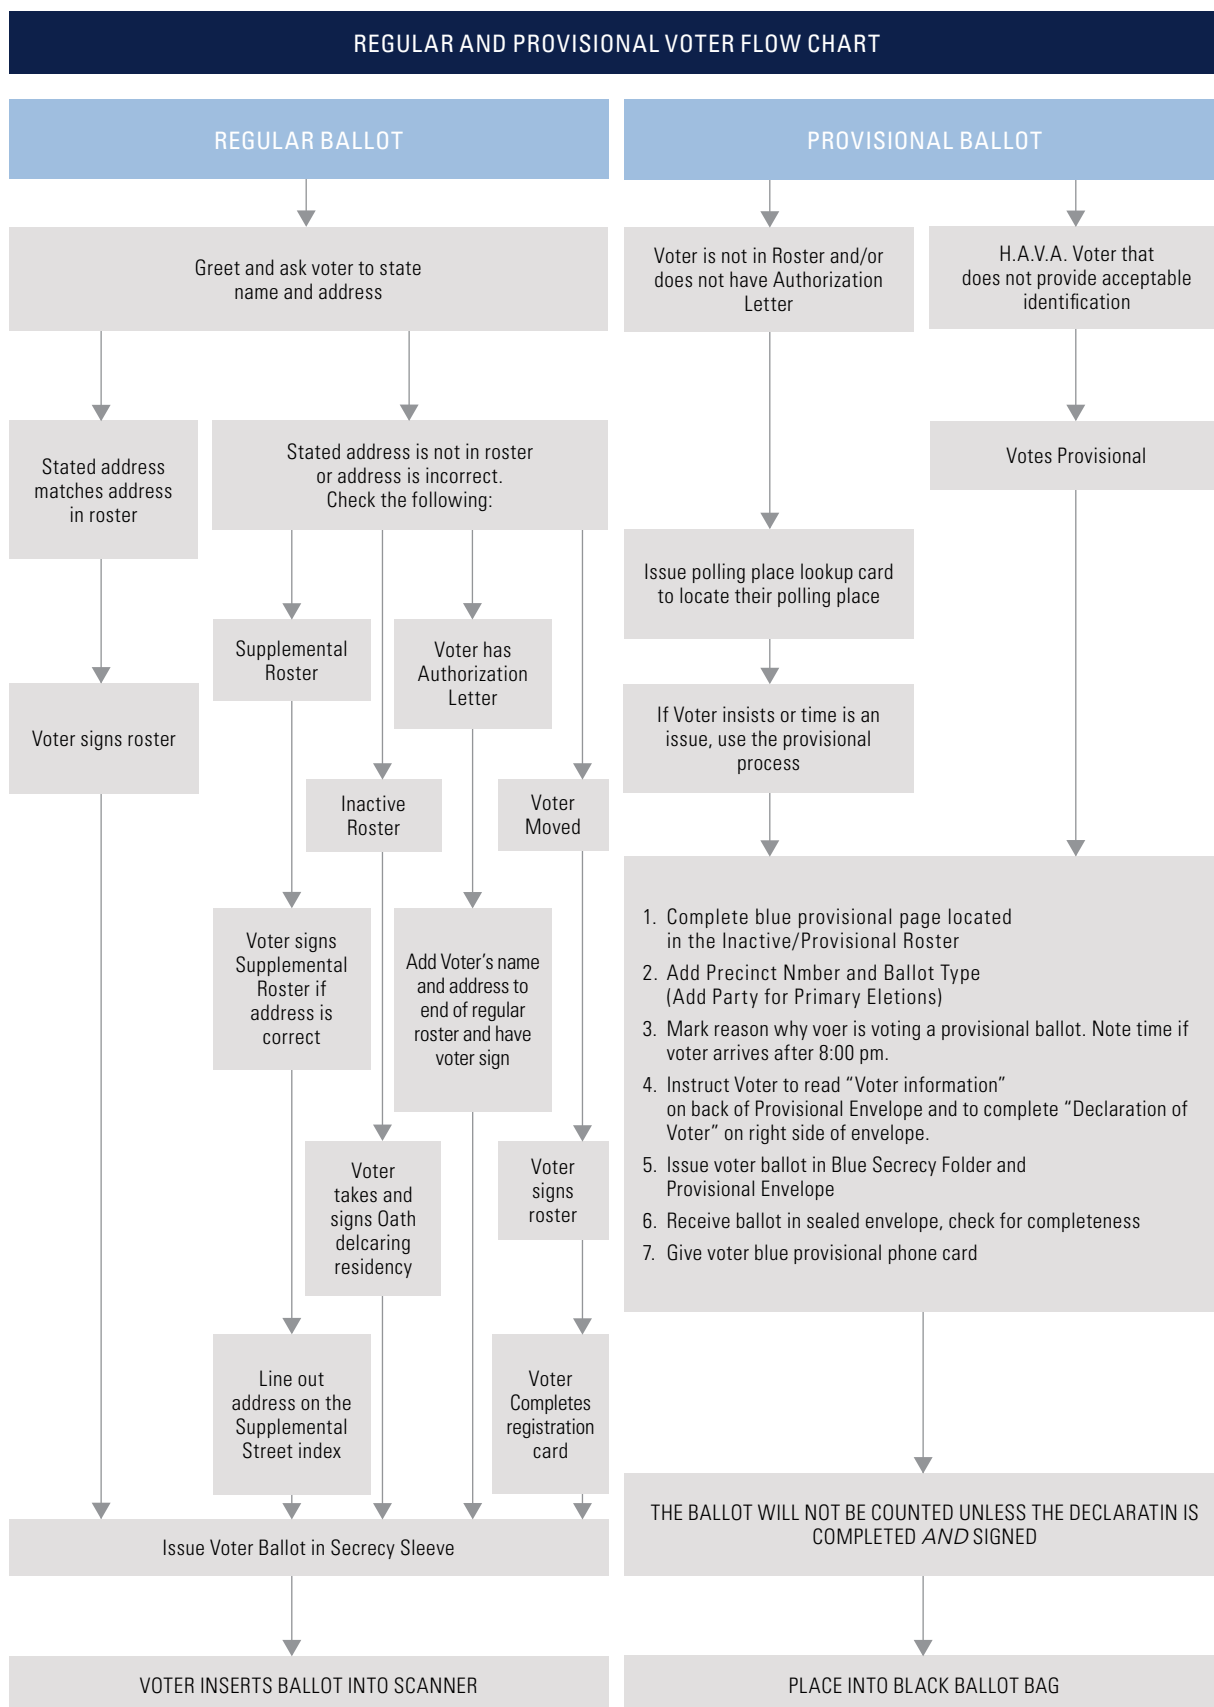 REGULAR AND PROVISIONAL VOTER FLOW CHART
REGULAR BALLOT
Greet and ask voter to state
name and address
Stated address
matches address
in roster
Voter signs roster
Stated address is not in roster
or address is incorrect.
Check the following:
Supplemental
Roster
Voter signs
Supplemental
Roster if
address is
correct
Line out
address on the
Supplemental
Street index
Inactive
Roster
Voter
takes and
signs Oath
delcaring
residency
Voter has
Authorization
Letter
Add Voter's name
and address to
end of regular
roster and have
voter sign
Voter
Moved
Voter
signs
roster
Voter
Completes
registration
card
Issue Voter Ballot in Secrecy Sleeve
VOTER INSERTS BALLOT INTO SCANNER
PROVISIONAL BALLOT
Voter is not in Roster and/or
does not have Authorization
Letter
Issue polling place lookup card
to locate their polling place
If Voter insists or time is an
issue, use the provisional
process
H.A.V.A. Voter that
does not provide acceptable
identification
Votes Provisional
1. Complete blue provisional page located
in the Inactive/Provisional Roster
2. Add Precinct Nmber and Ballot Type
(Add Party for Primary Eletions)
3. Mark reason why voer is voting a provisional ballot. Note time if
voter arrives after 8:00 pm.
4. Instruct Voter to read “Voter information”
on back of Provisional Envelope and to complete “Declaration of
Voter” on right side of envelope.
5. Issue voter ballot in Blue Secrecy Folder and
Provisional Envelope
6. Receive ballot in sealed envelope, check for completeness
7. Give voter blue provisional phone card
THE BALLOT WILL NOT BE COUNTED UNLESS THE DECLARATIN IS
COMPLETED AND SIGNED
PLACE INTO BLACK BALLOT BAG